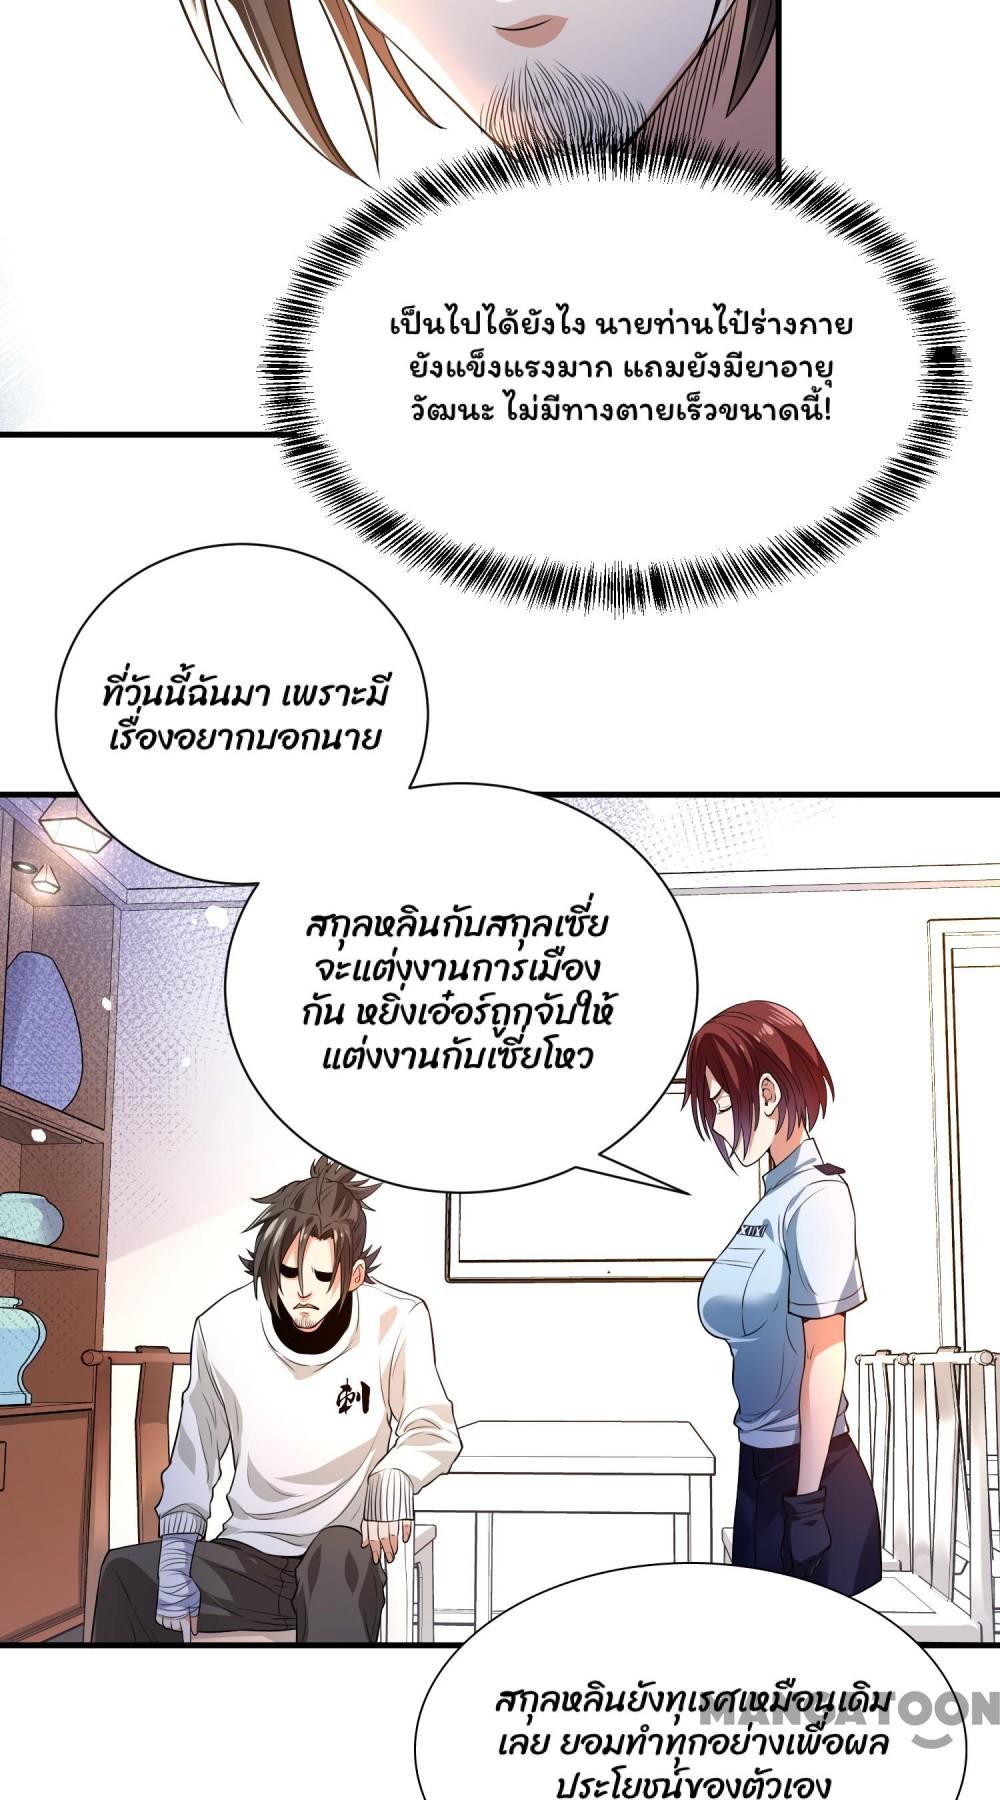 เป็นไปได้ยังไง นายท่านไป๋ร่างกาย
ยังแข็งแรงมาก แถมยังมียาอายุ
วัฒนะ ไม่มีทางตายเร็วขนาดนี้!
ที่วันนี้ฉันมา เพราะมี
เรื่องอยากบอกนาย
สกุลหลินกับสกุลเซี่ย
จะแต่งงานการเมือง
กัน หยิ่งเอ๋อร์ถูกจับให้
แต่งงานกับเซี่ยโหว
刺
สกุลหลินยังทุเรศเหมือนเดิม
เลย ยอมทำทุกอย่างเพื่อผล
ประโยชน์ของตัวเอง
MANGATOON